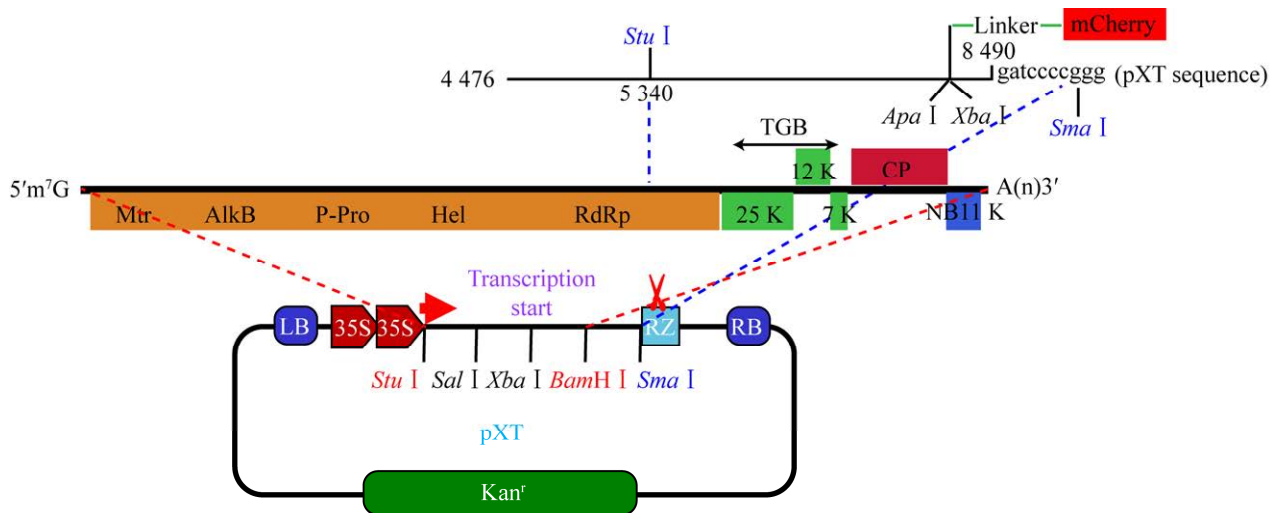 Linker mCherry
Stu Ⅰ
8 490
4 476
gatccccggg (pXT sequence)
5 340
Apa Ⅰ Xba Ⅰ
Sma Ⅰ
TGB
12 K CP
5′m⁷G A(n)3′
Mtr AlkB P-Pro Hel RdRp 25 K 7 K NB11 K
Transcription
start
LB 35S 35S RZ RB
Stu Ⅰ Sal Ⅰ Xba Ⅰ BamH Ⅰ Sma Ⅰ
pXT
Kanʳ